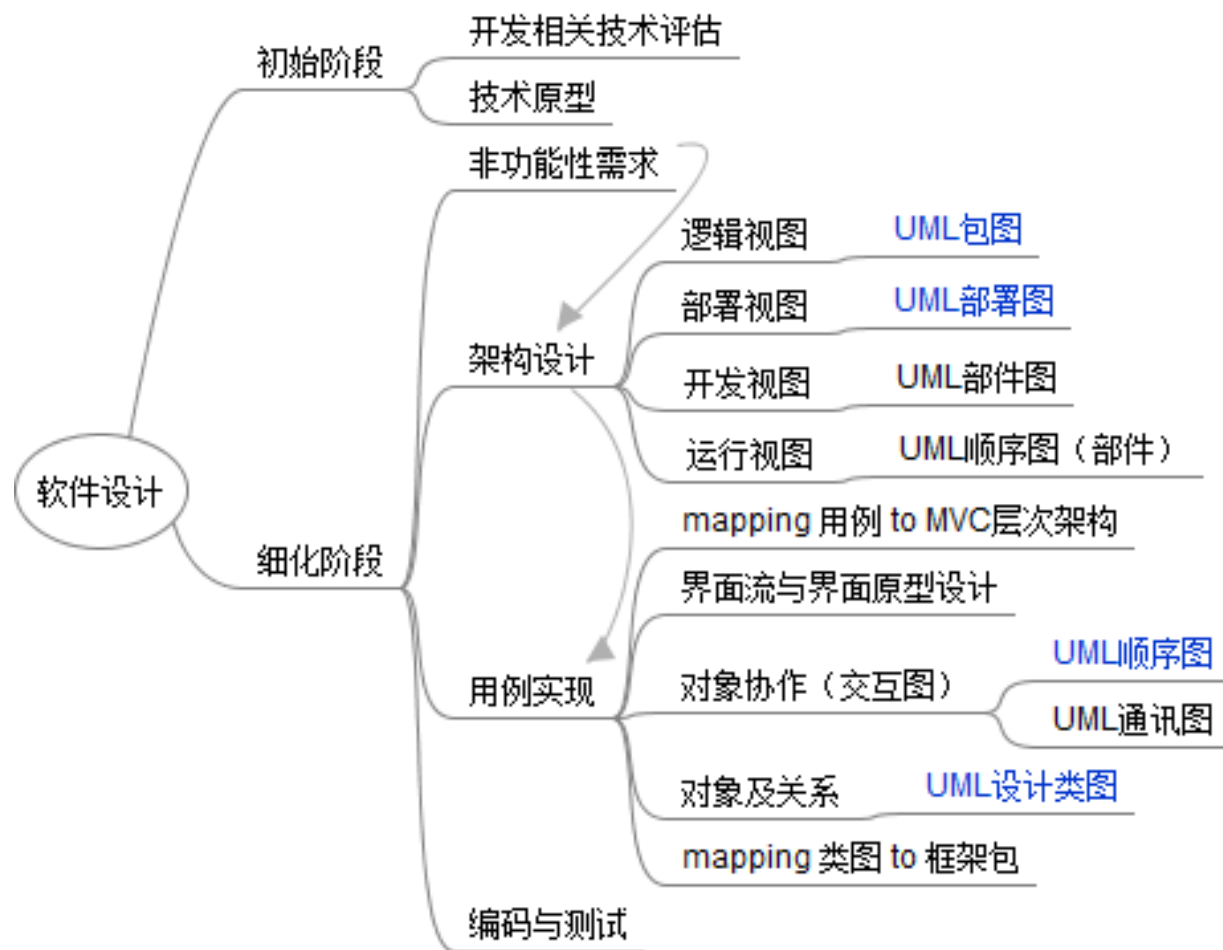 开发相关技术评估
初始阶段
技术原型
非功能性需求
逻辑视图
UML包图
部署视图
UML部署图
架构设计
开发视图
UML部件图
运行视图
UML顺序图（部件）
软件设计
mapping 用例 to MVC层次架构
细化阶段
界面流与界面原型设计
用例实现
对象协作（交互图）
UML顺序图
UML通讯图
对象及关系
UML设计类图
mapping 类图 to 框架包
编码与测试